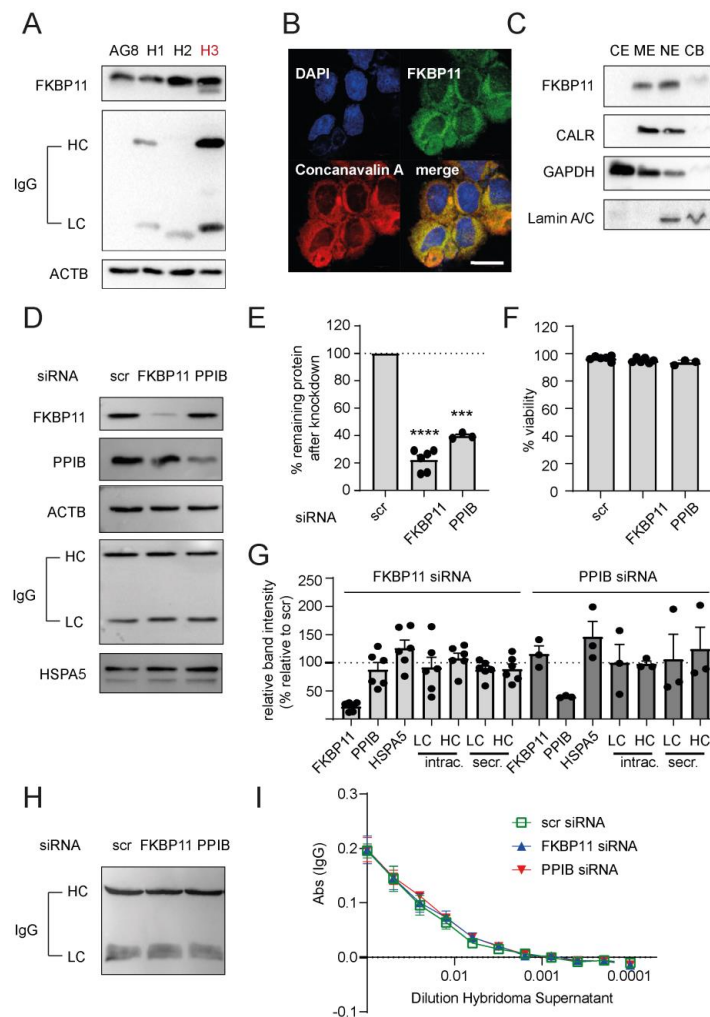 A
AG8 H1 H2 H3
FKBP11
HC
IgG
LC
ACTB
B
DAPI FKBP11
Concanavalin A merge
C
CE ME NE CB
FKBP11
CALR
GAPDH
Lamin A/C
D
siRNA scr FKBP11 PPIB
FKBP11
PPIB
ACTB
HC
IgG
LC
HSPA5
E
% remaining protein
after knockdown
120
100
80
60
40
20
0
**** ***
siRNA
scr FKBP11 PPIB
F
% viability
120
100
80
60
40
20
0
scr FKBP11 PPIB
G
FKBP11 siRNA PPIB siRNA
relative band intensity
(% relative to scr)
250
200
150
100
50
FKBP11 PPIB HSPA5 LC HC LC HC FKBP11 PPIB HSPA5 LC HC LC HC
intrac. secr. intrac. secr.
H
siRNA scr FKBP11 PPIB
HC
IgG
LC
I
Abs (IgG)
0.3
0.2
0.1
0.0
-0.1
scr siRNA
FKBP11 siRNA
PPIB siRNA
0.01 0.001 0.0001
Dilution Hybridoma Supernatant